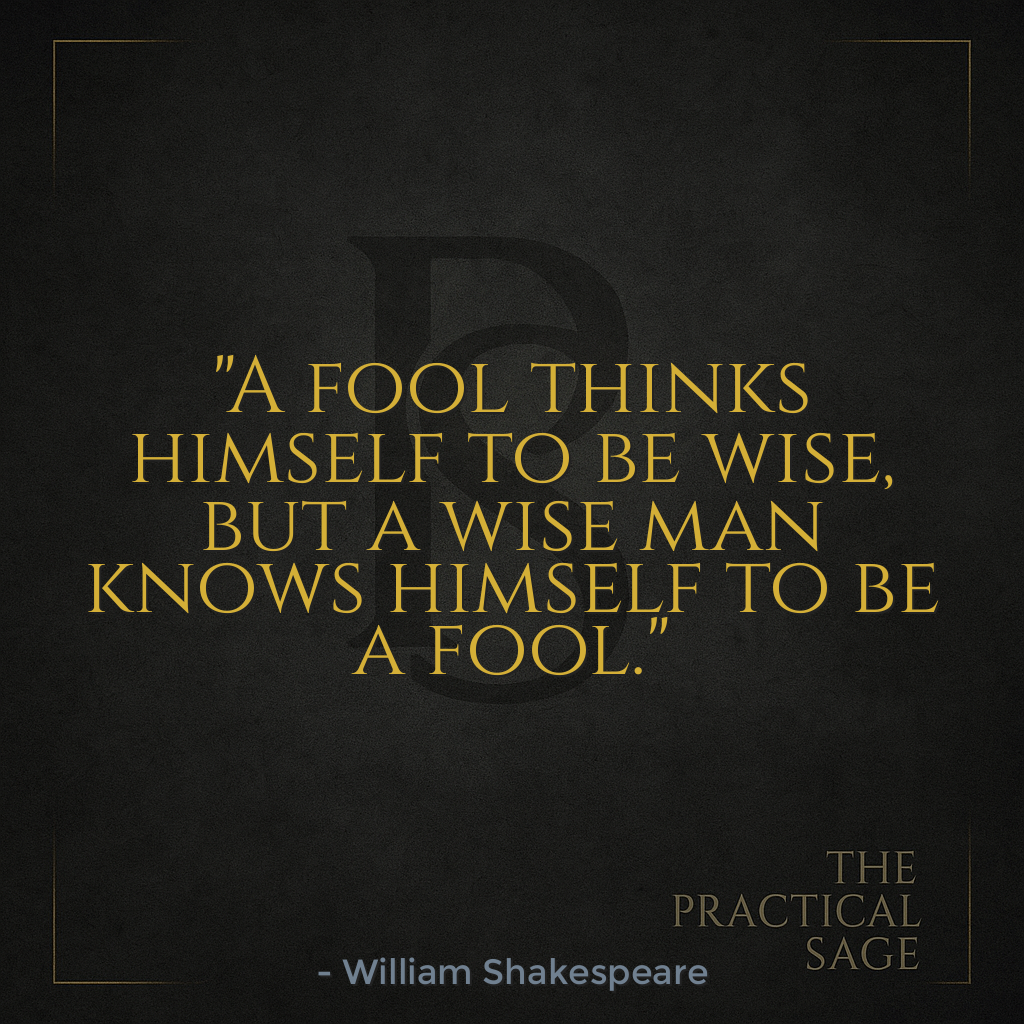 "A FOOL THINKS
HIMSELF TO BE WISE,
BUT A WISE MAN
KNOWS HIMSELF TO BE
A FOOL."
THE
PRACTICAL
SAGE
- William Shakespeare